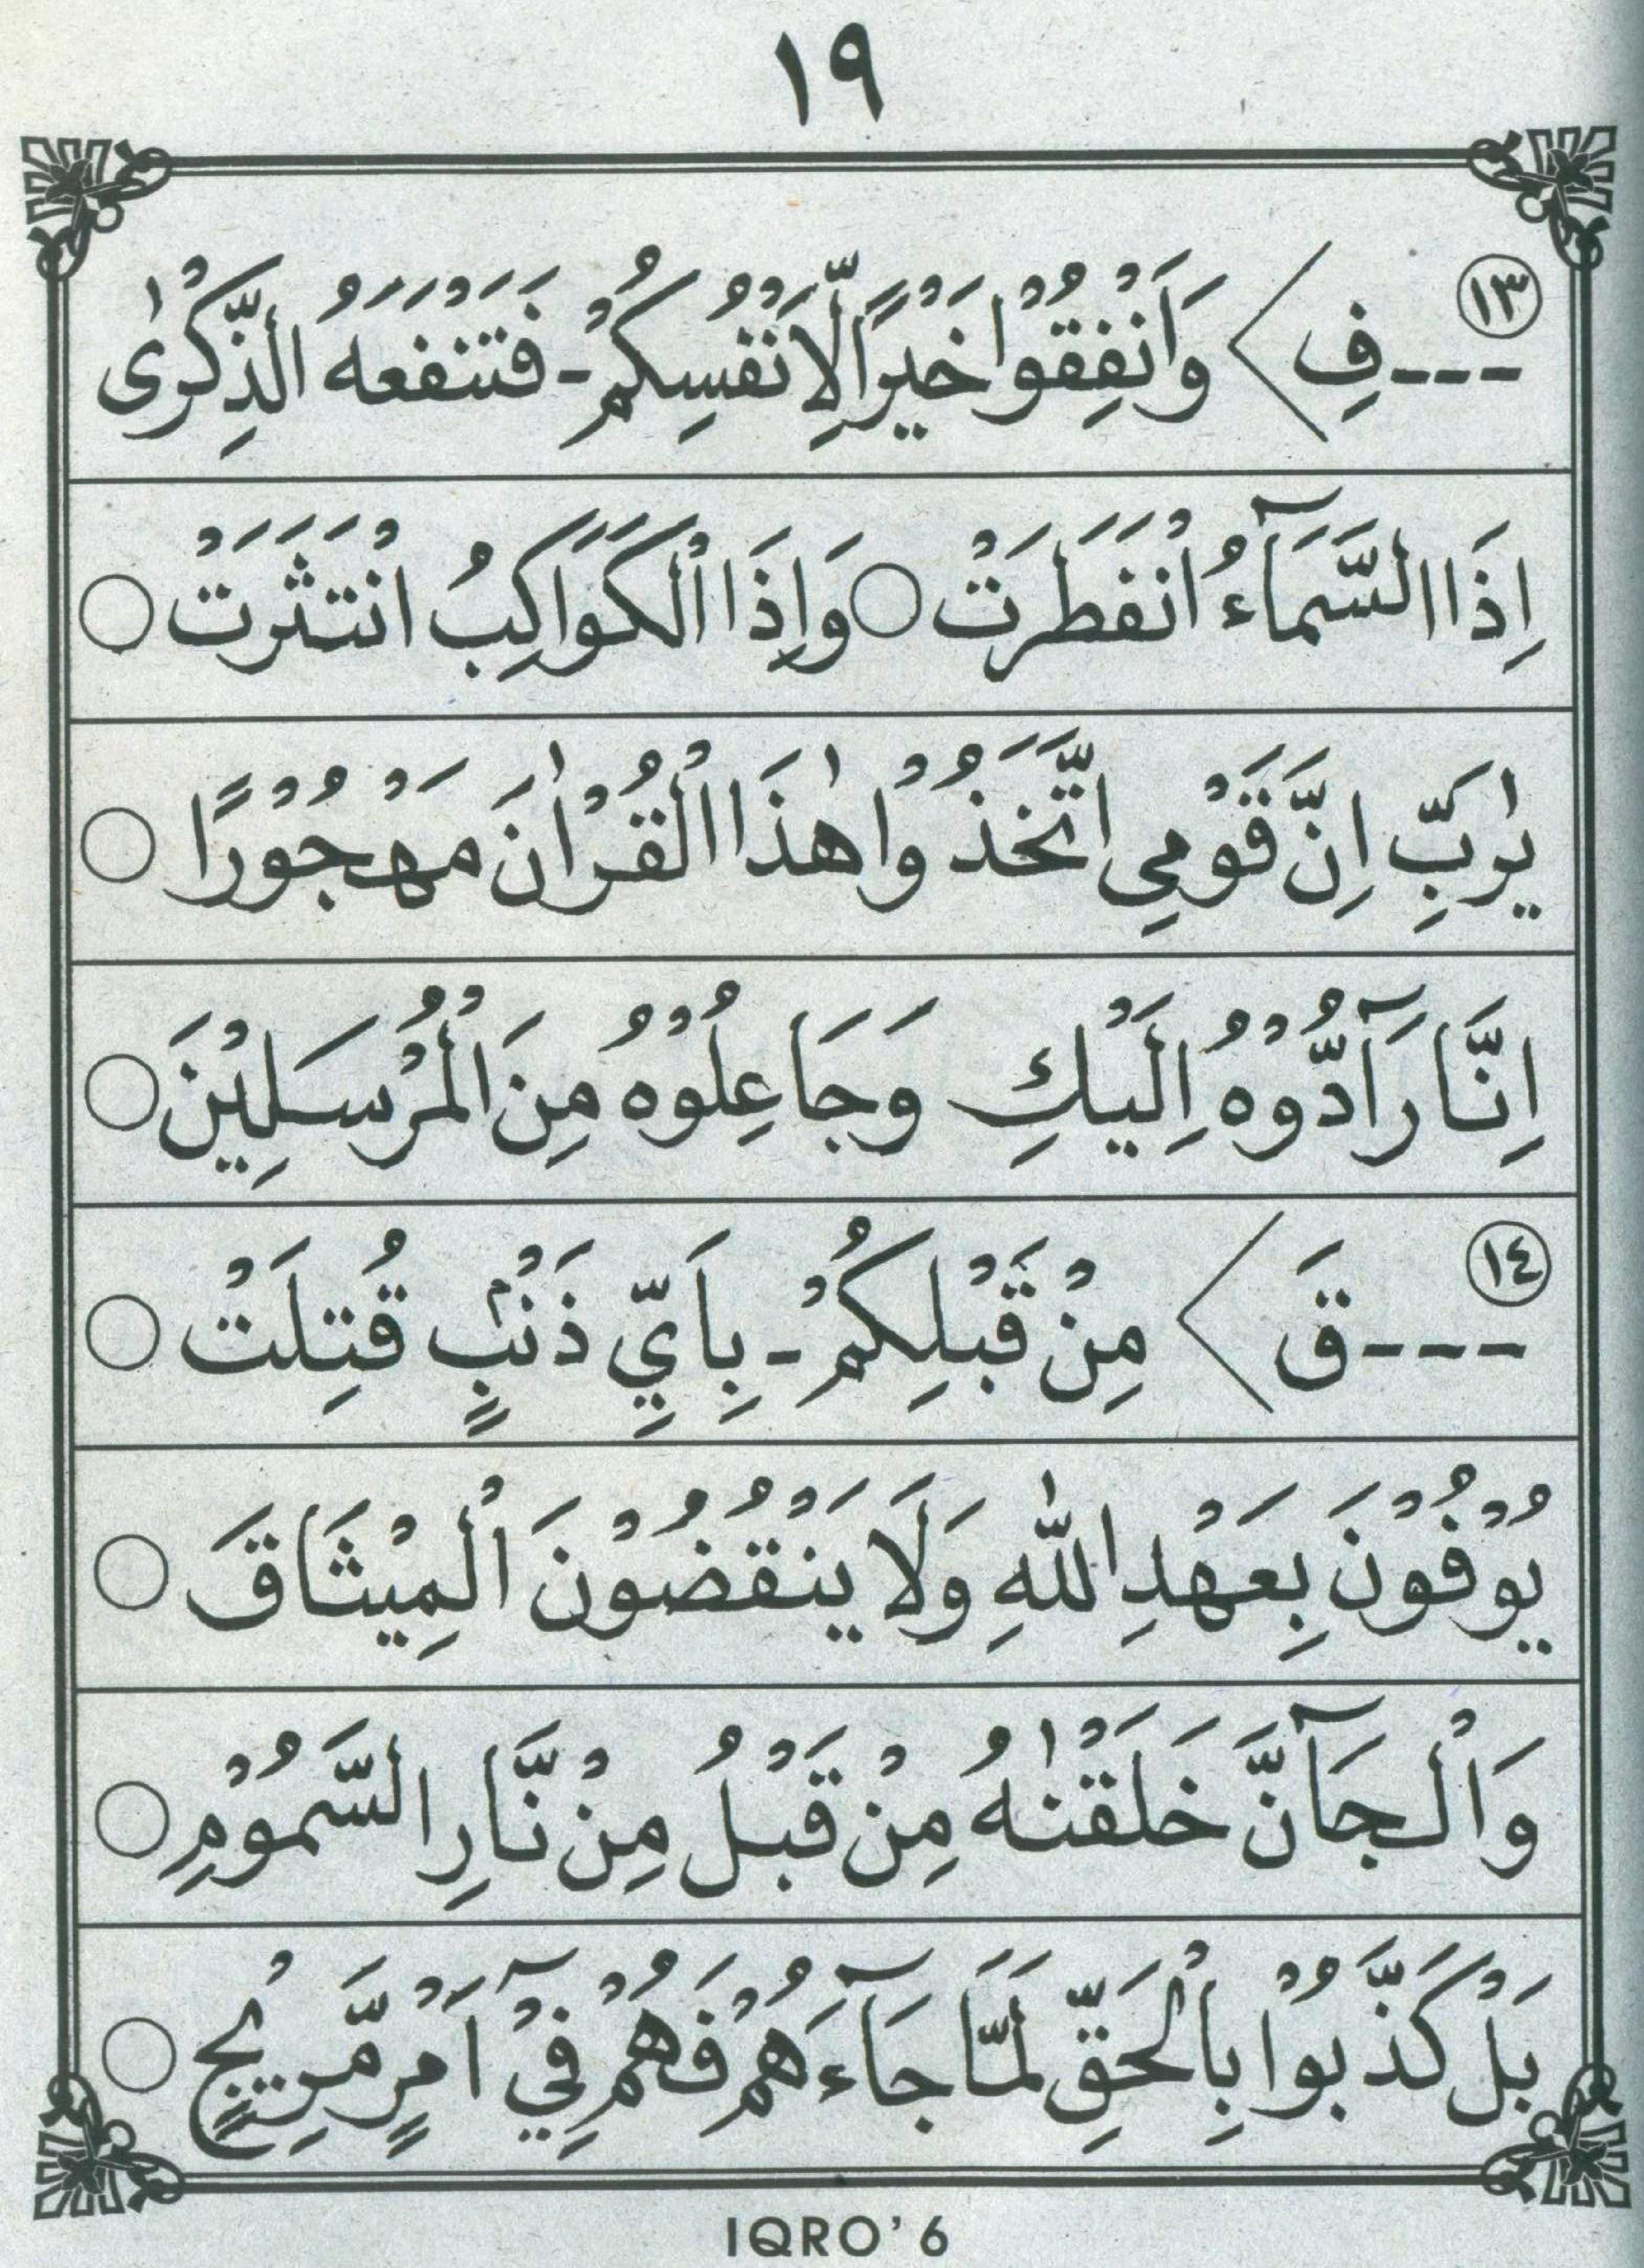 ١٩
١٣ ---فِ > وَاَنْفِقُوْا خَيْرًا لِّاَنْفُسِكُمْ - فَتَنْفَعَهُ الذِّكْرٰى
اِذَا السَّمَآءُ انْفَطَرَتْ ○ وَاِذَا الْكَوَاكِبُ انْتَثَرَتْ ○
يٰرَبِّ اِنَّ قَوْمِى اتَّخَذُوْا هٰذَا الْقُرْاٰنَ مَهْجُوْرًا ○
اِنَّا رَآدُّوْهُ اِلَيْكِ وَجَاعِلُوْهُ مِنَ الْمُرْسَلِيْنَ ○
١٤ ---قَ > مِنْ قَبْلِكُمْ - بِاَيِّ ذَنْۢبٍ قُتِلَتْ ○
يُوْفُوْنَ بِعَهْدِ اللّٰهِ وَلَا يَنْقُضُوْنَ الْمِيْثَاقَ ○
وَالْجَآنَّ خَلَقْنٰهُ مِنْ قَبْلُ مِنْ نَّارِ السَّمُوْمِ ○
بَلْ كَذَّبُوْا بِالْحَقِّ لَمَّا جَآءَهُمْ فَهُمْ فِيْٓ اَمْرٍ مَّرِيْجٍ ○
IQRO' 6